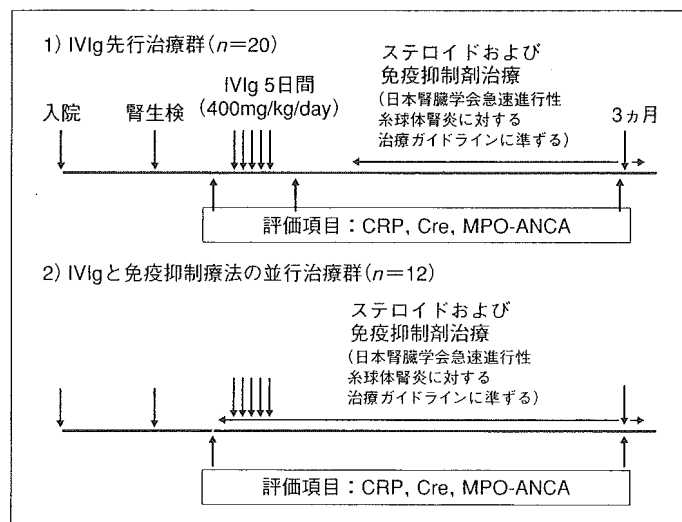 1) IVIg先行治療群(n=20)
ステロイドおよび
免疫抑制剤治療
(日本腎臓学会急速進行性
糸球体腎炎に対する
治療ガイドラインに準ずる)
IVIg 5日間
(400mg/kg/day)
入院
腎生検
3ヵ月
評価項目：CRP, Cre, MPO-ANCA
2) IVIgと免疫抑制療法の並行治療群(n=12)
ステロイドおよび
免疫抑制剤治療
(日本腎臓学会急速進行性
糸球体腎炎に対する
治療ガイドラインに準ずる)
評価項目：CRP, Cre, MPO-ANCA